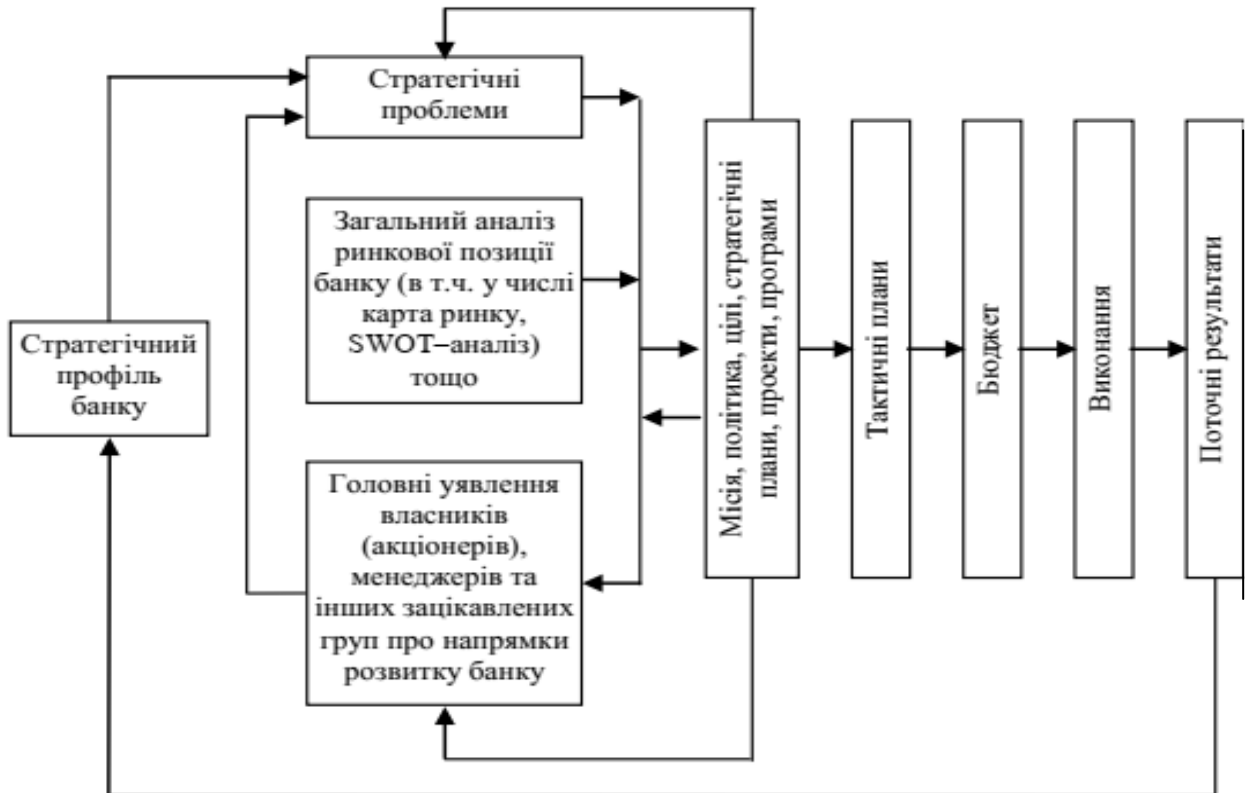 Стратегічні
проблеми
Загальний аналіз
ринкової позиції
банку (в т.ч. у числі
карта ринку,
SWOT–аналіз)
тощо
Стратегічний
профіль
банку
Головні уявлення
власників
(акціонерів),
менеджерів та
інших зацікавлених
груп про напрямки
розвитку банку
Місія, політика, цілі, стратегічні
плани, проекти, програми
Тактичні плани
Бюджет
Виконання
Поточні результати